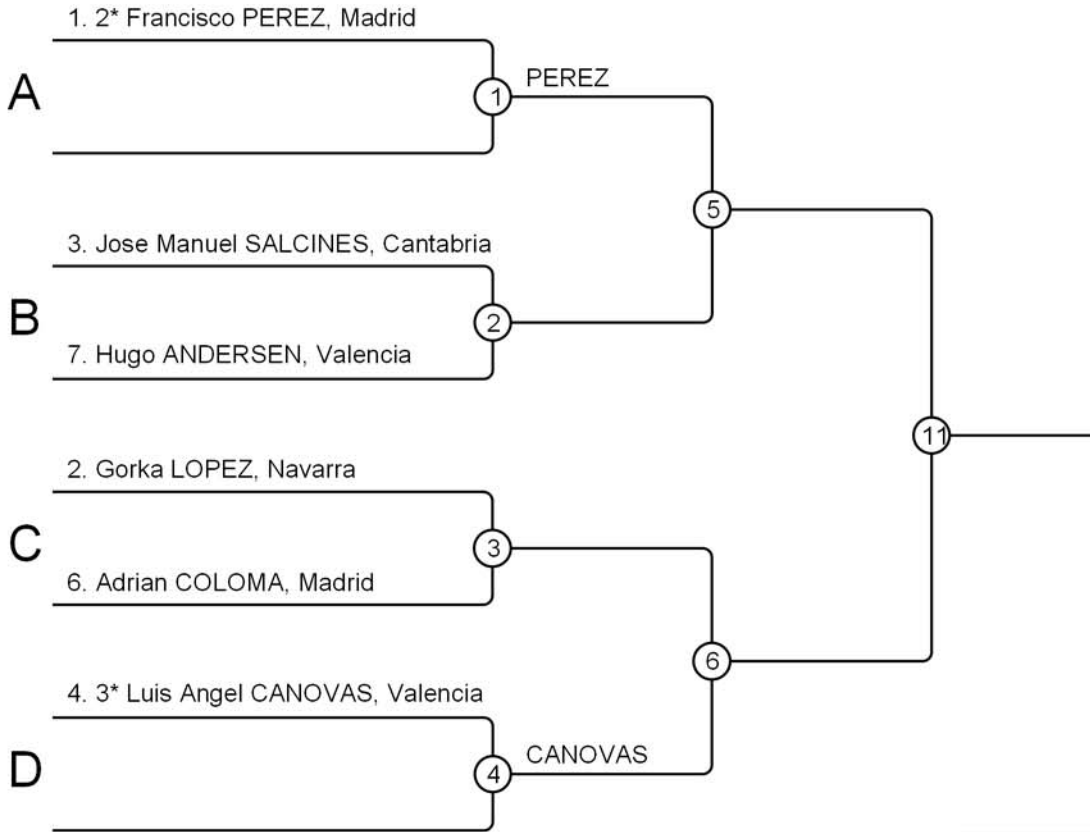 1. 2* Francisco PEREZ, Madrid
A
1
PEREZ
5
3. Jose Manuel SALCINES, Cantabria
B
2
7. Hugo ANDERSEN, Valencia
11
2. Gorka LOPEZ, Navarra
C
3
6. Adrian COLOMA, Madrid
6
4. 3* Luis Angel CANOVAS, Valencia
D
4
CANOVAS